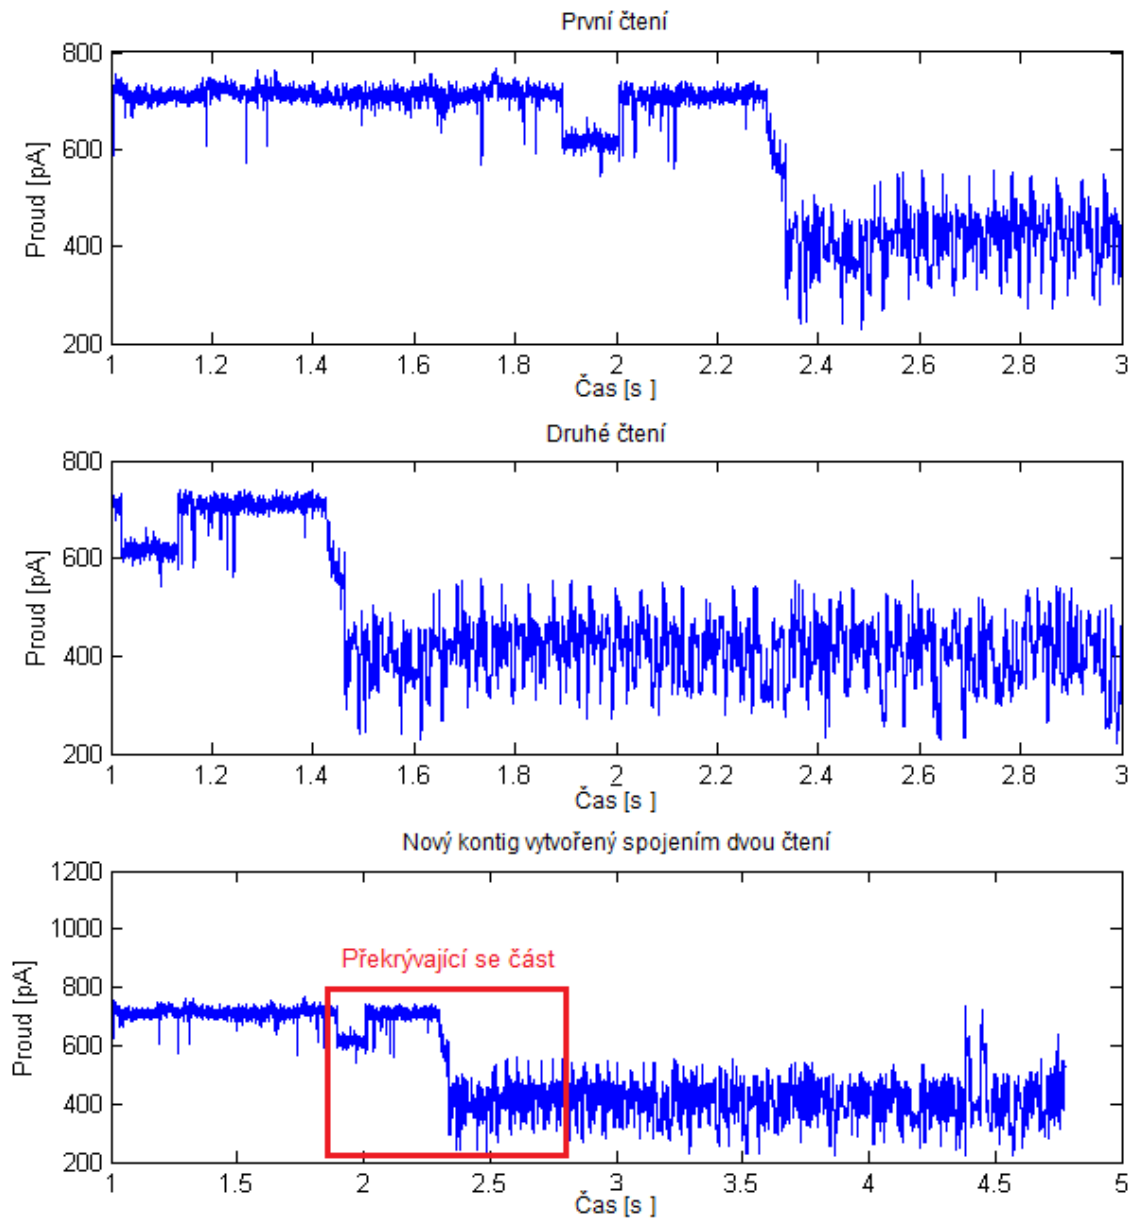 První čtení
800
600
400
200
Proud [pA]
1 1.2 1.4 1.6 1.8 2 2.2 2.4 2.6 2.8 3
Čas [s ]
Druhé čtení
800
600
400
200
Proud [pA]
1 1.2 1.4 1.6 1.8 2 2.2 2.4 2.6 2.8 3
Čas [s ]
Nový kontig vytvořený spojením dvou čtení
1200
1000
800
600
400
200
Proud [pA]
Překrývající se část
1 1.5 2 2.5 3 3.5 4 4.5 5
Čas [s ]